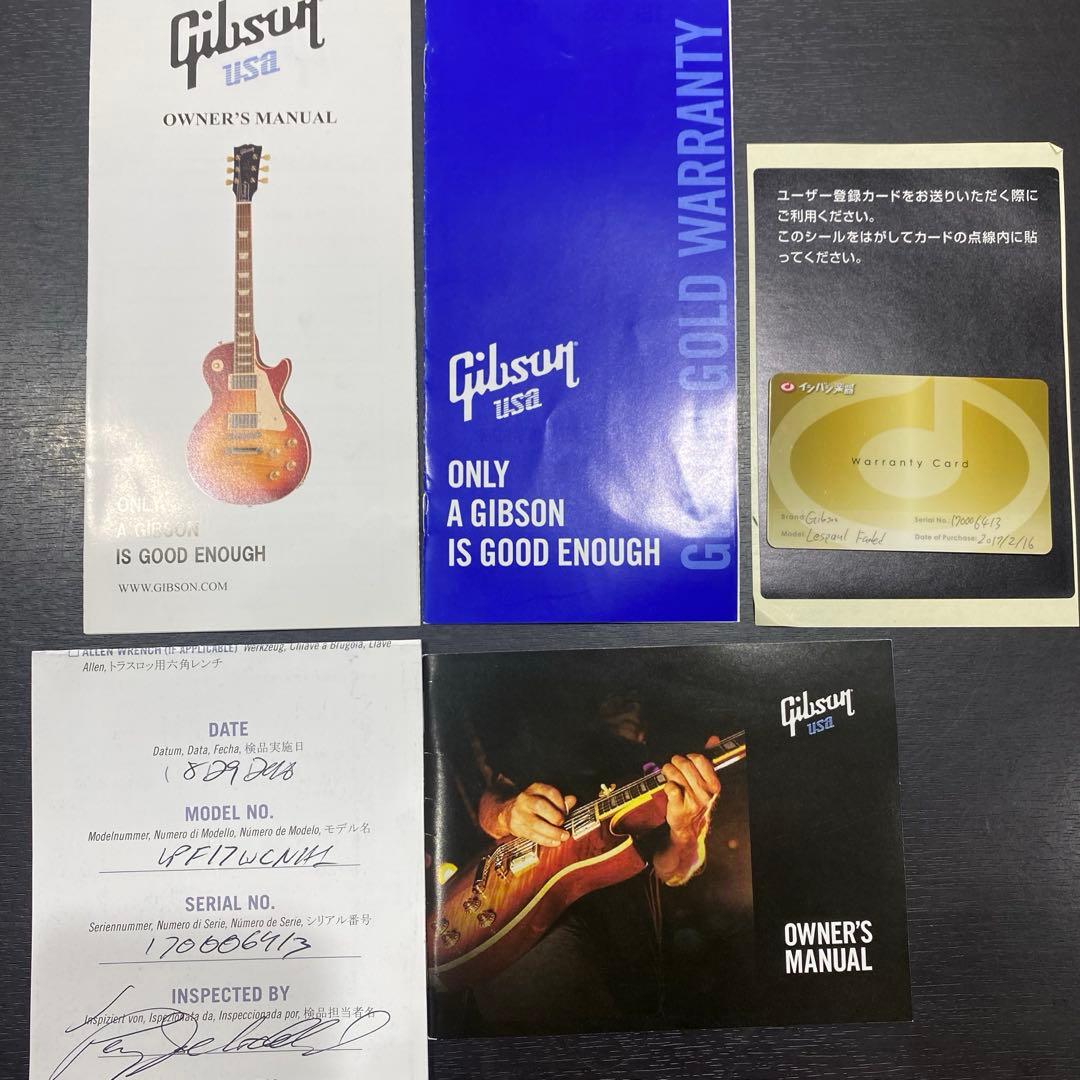 Gibson
usa
OWNER'S MANUAL
Gibson
ONLY
A GIBSON
IS GOOD ENOUGH
WWW.GIBSON.COM
GOLD WARRANTY
Gibson
usa
ONLY
A GIBSON
IS GOOD ENOUGH
ユーザー登録カードをお送りいただく際に
ご利用ください。
このシールをはがしてカードの点線内に貼
ってください。
イシバシ楽器
Warranty Card
Brand: Gibson Serial No.: 170006413
Model: Lespaul Faded Date of Purchase: 2017/2/16
ALLEN WRENCH (IF APPLICABLE) Werkzeug, Chiave a Brugola, Llave
Allen, トラスロッ用六角レンチ
DATE
Datum, Data, Fecha, 検品実施日
MODEL NO.
Modelnummer, Numero di Modello, Número de Modelo, モデル名
LPF17WCNH1
SERIAL NO.
Seriennummer, Numero di Serie, Número de Serie, シリアル番号
170006413
INSPECTED BY
Inspiziert von, Ispezionata da, Inspeccionada por, 検品担当者名
Gibson
usa
OWNER'S
MANUAL